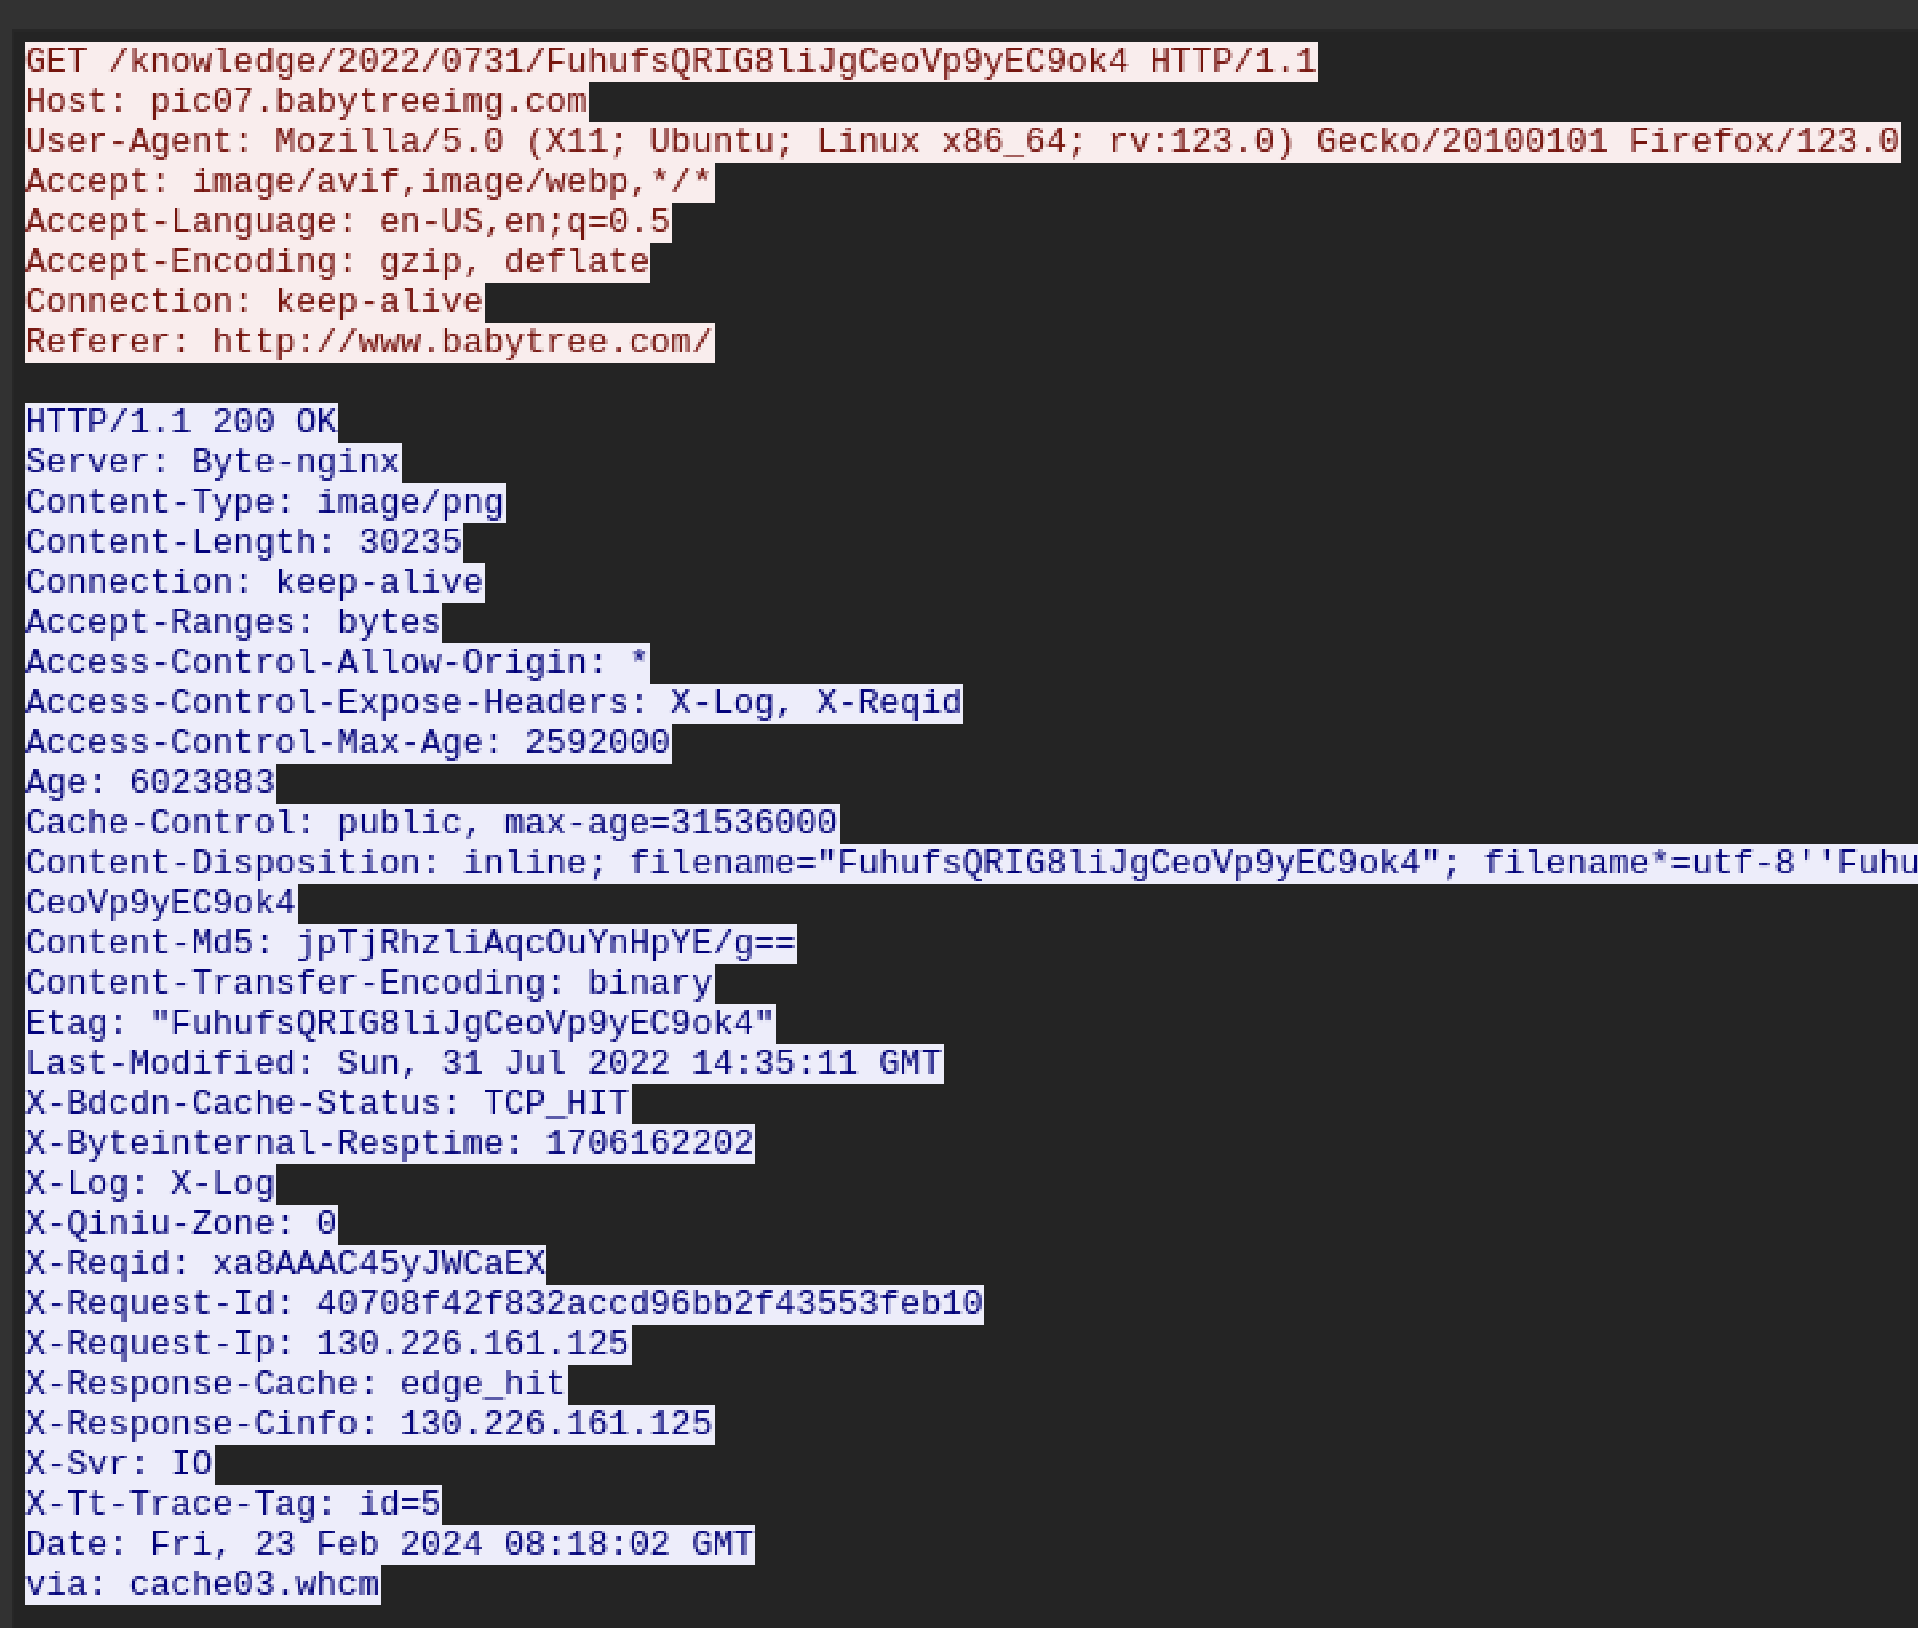 GET /knowledge/2022/0731/FuhufsQRIG8liJgCeoVp9yEC9ok4 HTTP/1.1
Host: pic07.babytreeimg.com
User-Agent: Mozilla/5.0 (X11; Ubuntu; Linux x86_64; rv:123.0) Gecko/20100101 Firefox/123.0
Accept: image/avif,image/webp,*/*
Accept-Language: en-US,en;q=0.5
Accept-Encoding: gzip, deflate
Connection: keep-alive
Referer: http://www.babytree.com/
HTTP/1.1 200 OK
Server: Byte-nginx
Content-Type: image/png
Content-Length: 30235
Connection: keep-alive
Accept-Ranges: bytes
Access-Control-Allow-Origin: *
Access-Control-Expose-Headers: X-Log, X-Reqid
Access-Control-Max-Age: 2592000
Age: 6023883
Cache-Control: public, max-age=31536000
Content-Disposition: inline; filename="FuhufsQRIG8liJgCeoVp9yEC9ok4"; filename*=utf-8''Fuhu
CeoVp9yEC9ok4
Content-Md5: jpTjRhzliAqcOuYnHpYE/g==
Content-Transfer-Encoding: binary
Etag: "FuhufsQRIG8liJgCeoVp9yEC9ok4"
Last-Modified: Sun, 31 Jul 2022 14:35:11 GMT
X-Bdcdn-Cache-Status: TCP_HIT
X-Byteinternal-Resptime: 1706162202
X-Log: X-Log
X-Qiniu-Zone: 0
X-Reqid: xa8AAAC45yJWCaEX
X-Request-Id: 40708f42f832accd96bb2f43553feb10
X-Request-Ip: 130.226.161.125
X-Response-Cache: edge_hit
X-Response-Cinfo: 130.226.161.125
X-Svr: IO
X-Tt-Trace-Tag: id=5
Date: Fri, 23 Feb 2024 08:18:02 GMT
via: cache03.whcm